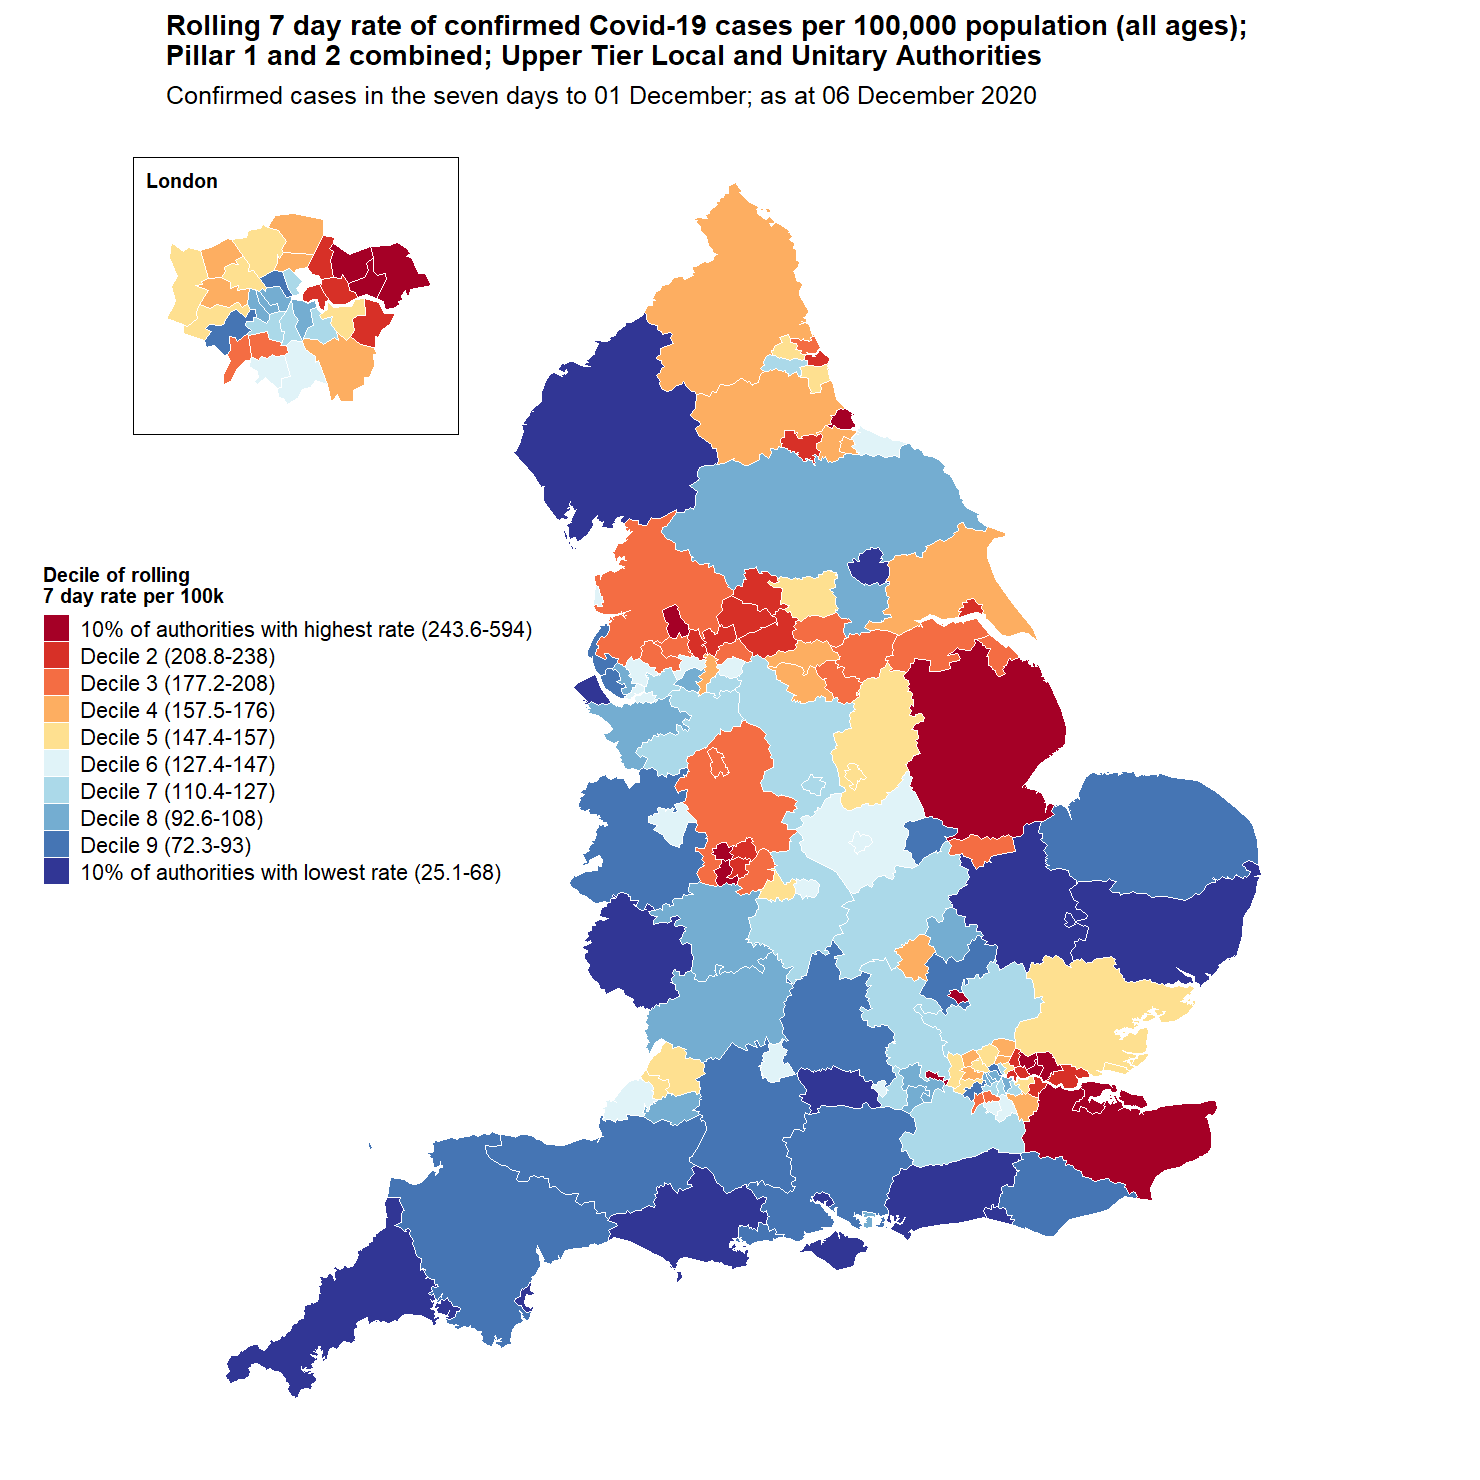 Rolling 7 day rate of confirmed Covid-19 cases per 100,000 population (all ages);
Pillar 1 and 2 combined; Upper Tier Local and Unitary Authorities
Confirmed cases in the seven days to 01 December; as at 06 December 2020
London
Decile of rolling
7 day rate per 100k
10% of authorities with highest rate (243.6-594)
Decile 2 (208.8-238)
Decile 3 (177.2-208)
Decile 4 (157.5-176)
Decile 5 (147.4-157)
Decile 6 (127.4-147)
Decile 7 (110.4-127)
Decile 8 (92.6-108)
Decile 9 (72.3-93)
10% of authorities with lowest rate (25.1-68)